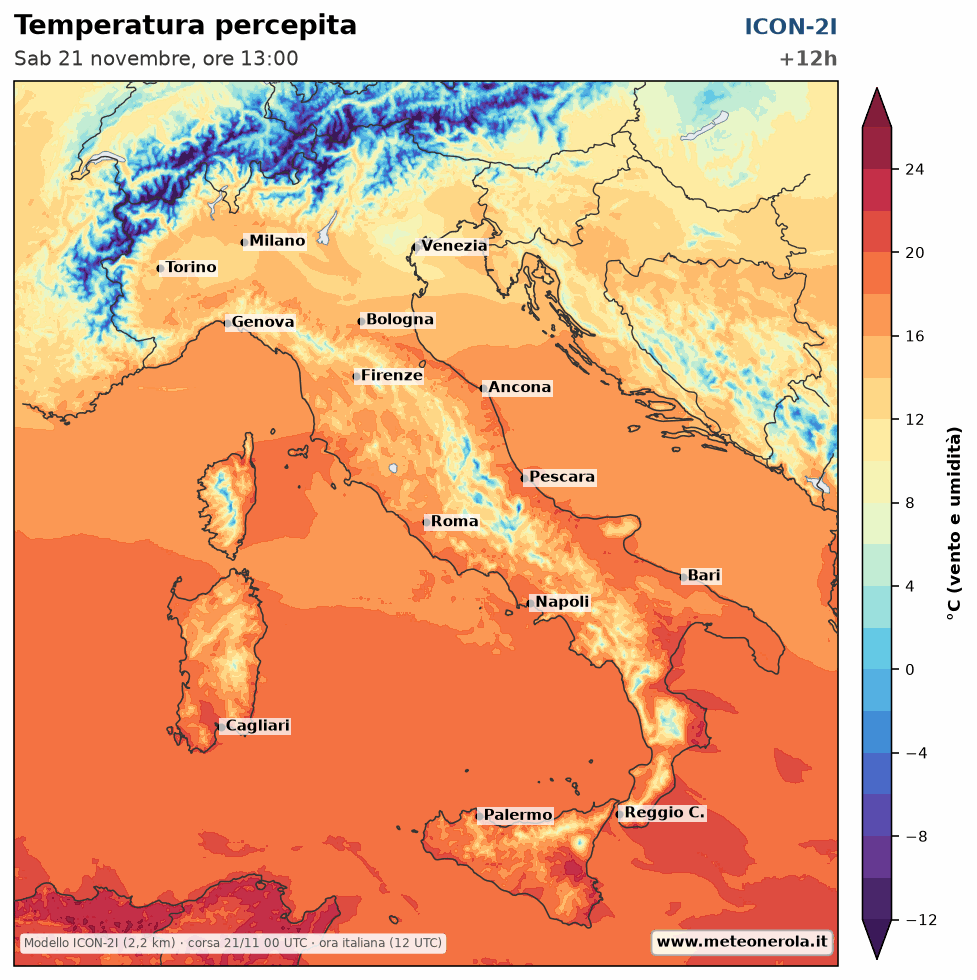 Temperatura percepita
ICON-2I
Sab 21 novembre, ore 13:00
+12h
Milano
Venezia
Torino
Genova
Bologna
Firenze
Ancona
Pescara
Roma
Bari
Napoli
Cagliari
Palermo
Reggio C.
24
20
16
12
8
4
0
−4
−8
−12
°C (vento e umidità)
Modello ICON-2I (2,2 km) · corsa 21/11 00 UTC · ora italiana (12 UTC)
www.meteonerola.it